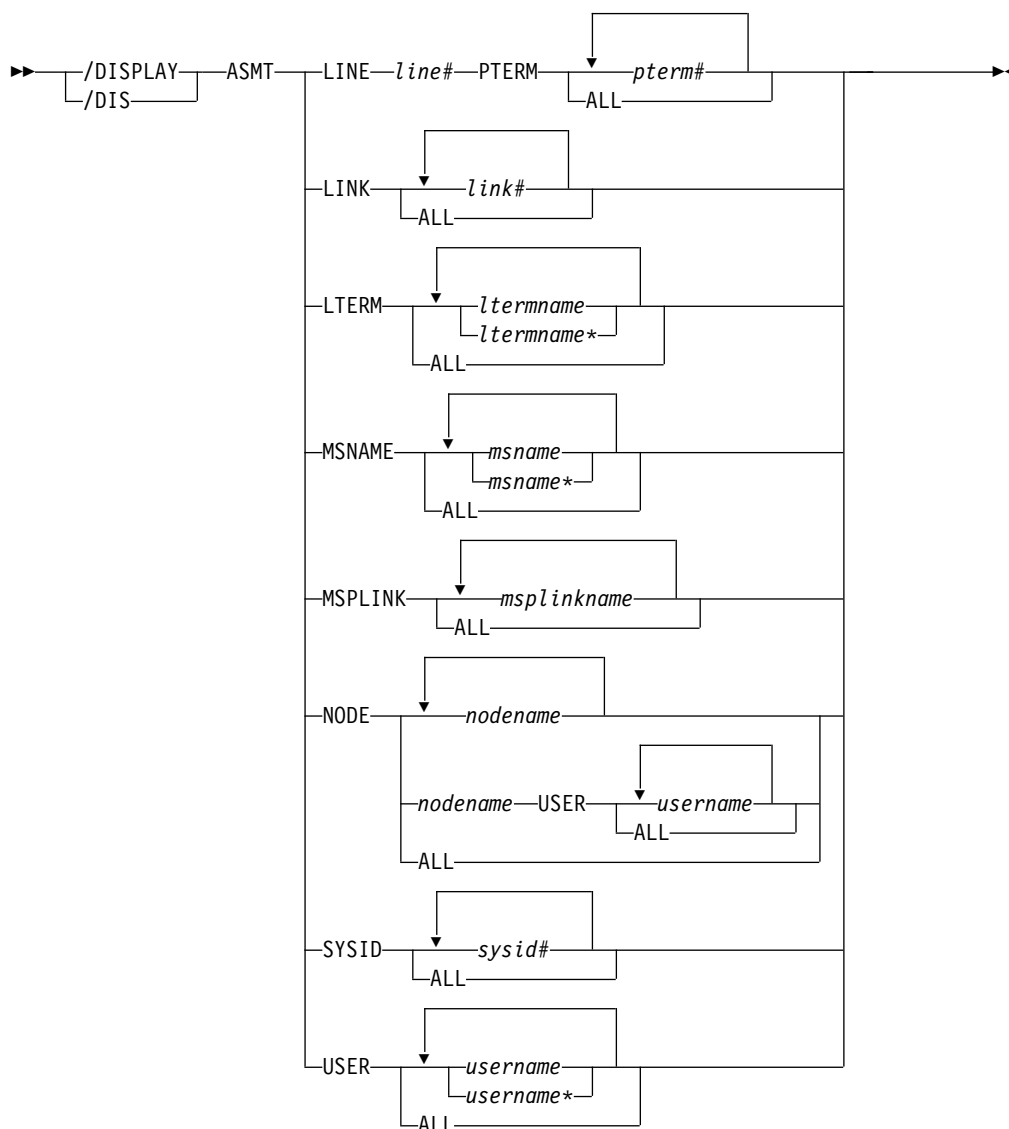 /DISPLAY ASMT LINE line# PTERM pterm#
/DIS ALL
LINK link#
ALL
LTERM ltermname
ltermname*
ALL
MSNAME msname
msname*
ALL
MSPLINK msplinkname
ALL
NODE nodename
nodename USER username
ALL
ALL
SYSID sysid#
ALL
USER username
username*
ALL